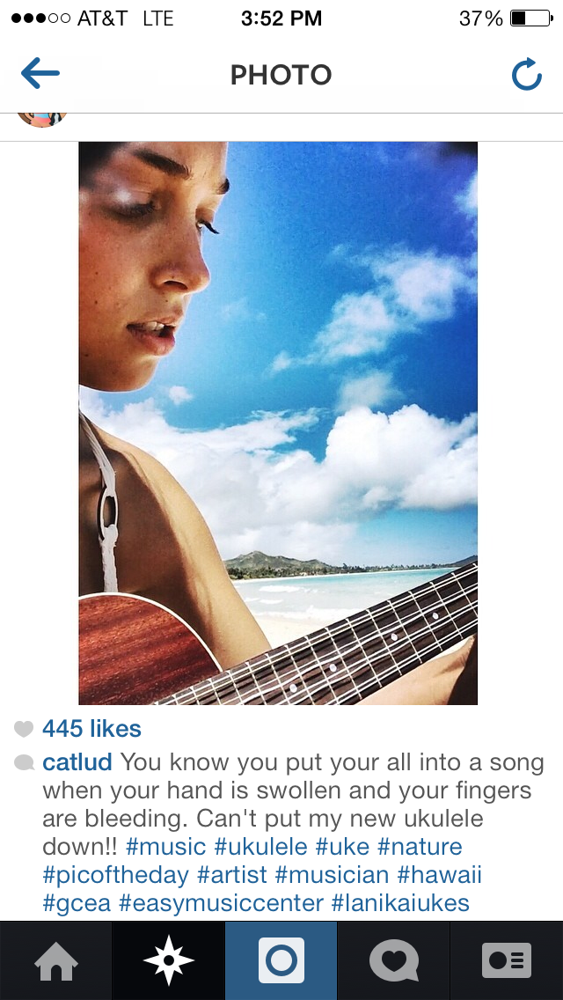 AT&T LTE 3:52 PM 37%
PHOTO
445 likes
catlud You know you put your all into a song
when your hand is swollen and your fingers
are bleeding. Can't put my new ukulele
down!! #music #ukulele #uke #nature
#picoftheday #artist #musician #hawaii
#gcea #easymusiccenter #lanikaiukes